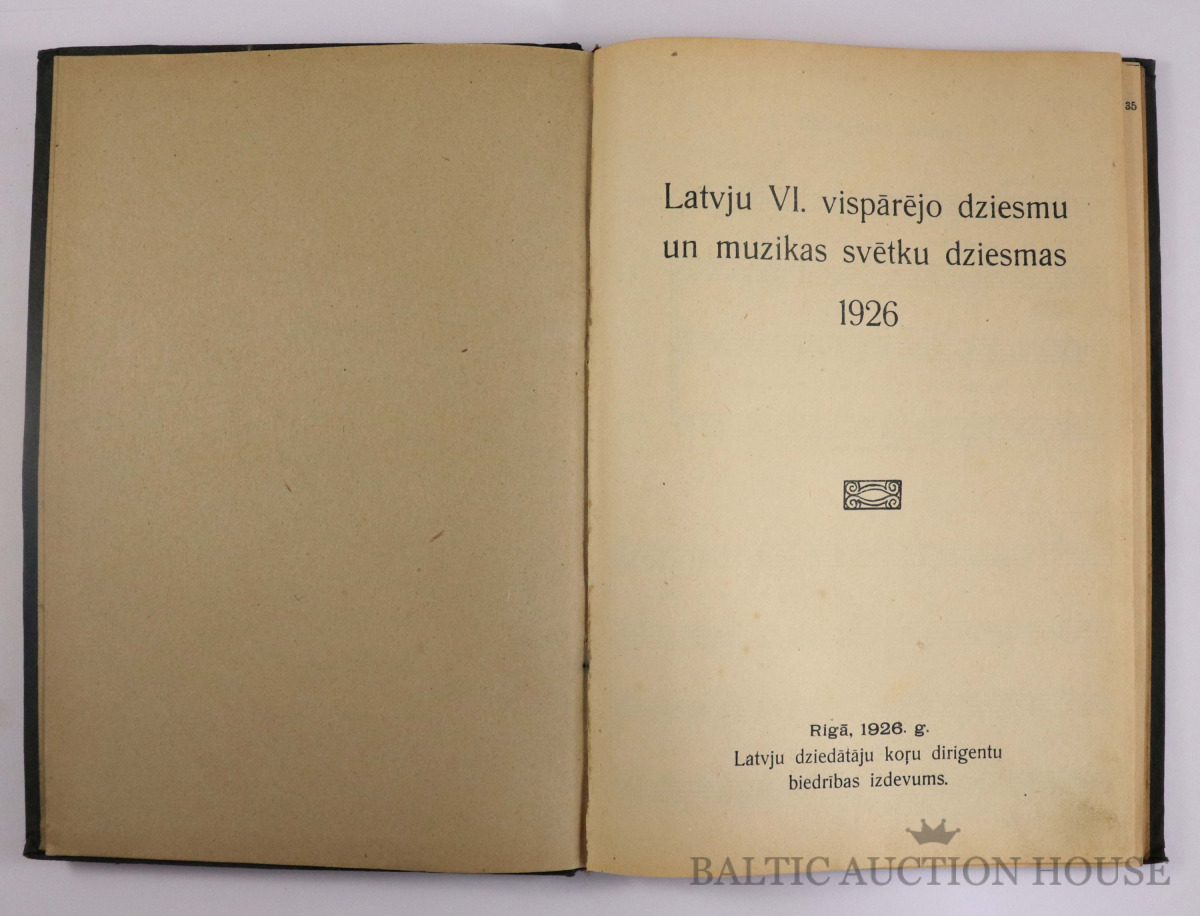 35
Latvju VI. vispārējo dziesmu
un muzikas svētku dziesmas
1926
Rigā, 1926. g.
Latvju dziedātāju koŗu dirigentu
biedrības izdevums.
BALTIC AUCTION HOUSE